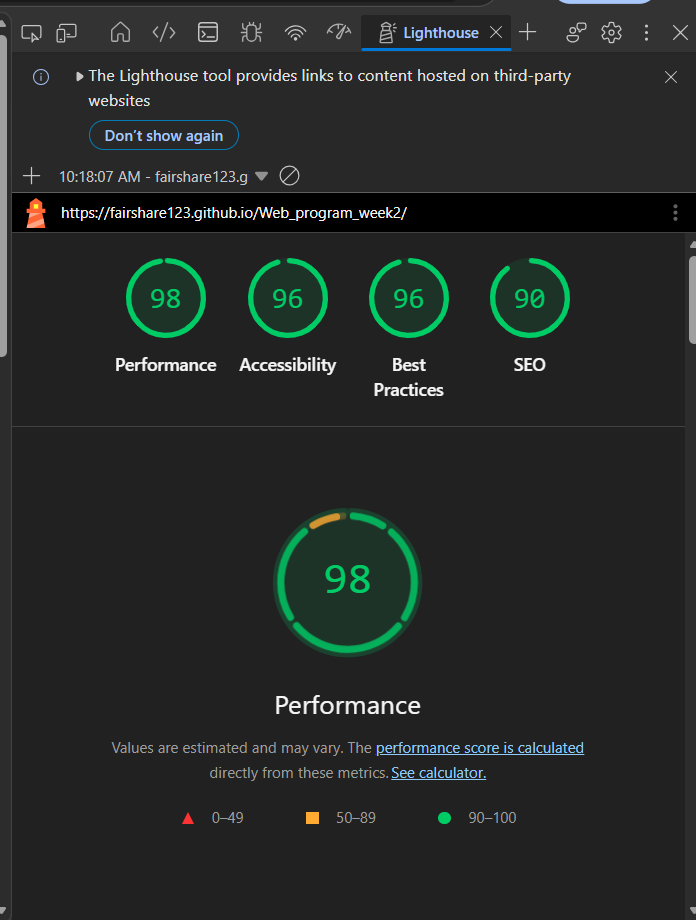 Lighthouse
The Lighthouse tool provides links to content hosted on third-party
websites
Don't show again
10:18:07 AM - fairshare123.g
https://fairshare123.github.io/Web_program_week2/
98
96
96
90
Performance
Accessibility
Best
Practices
SEO
98
Performance
Values are estimated and may vary. The performance score is calculated
directly from these metrics. See calculator.
0–49
50–89
90–100